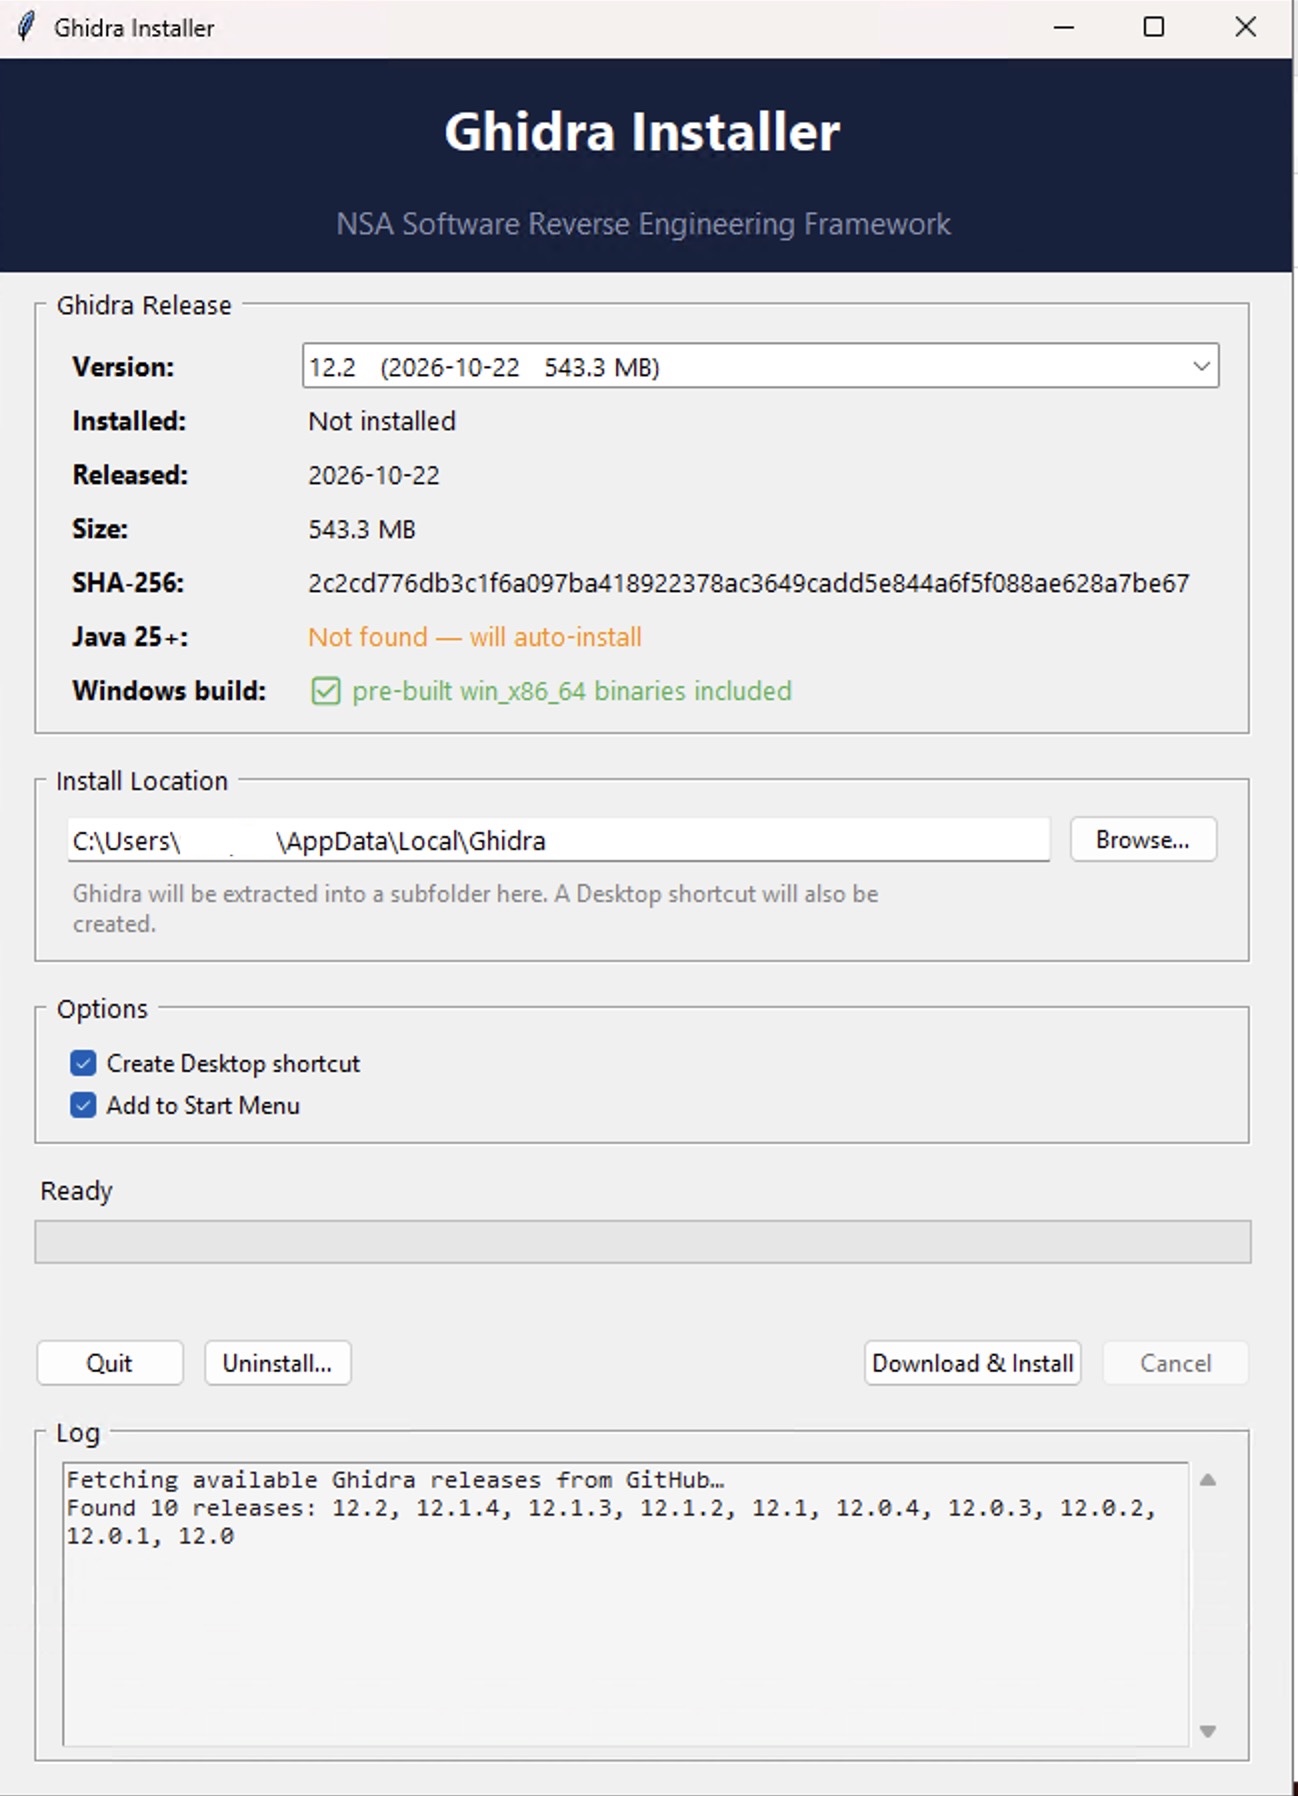 Ghidra Installer
Ghidra Installer
NSA Software Reverse Engineering Framework
Ghidra Release
Version: 12.2 (2026-10-22 543.3 MB)
Installed: Not installed
Released: 2026-10-22
Size: 543.3 MB
SHA-256: 2c2cd776db3c1f6a097ba418922378ac3649cadd5e844a6f5f088ae628a7be67
Java 25+: Not found — will auto-install
Windows build: pre-built win_x86_64 binaries included
Install Location
C:\Users\ \AppData\Local\Ghidra Browse...
Ghidra will be extracted into a subfolder here. A Desktop shortcut will also be
created.
Options
Create Desktop shortcut
Add to Start Menu
Ready
Quit Uninstall... Download & Install Cancel
Log
Fetching available Ghidra releases from GitHub…
Found 10 releases: 12.2, 12.1.4, 12.1.3, 12.1.2, 12.1, 12.0.4, 12.0.3, 12.0.2,
12.0.1, 12.0